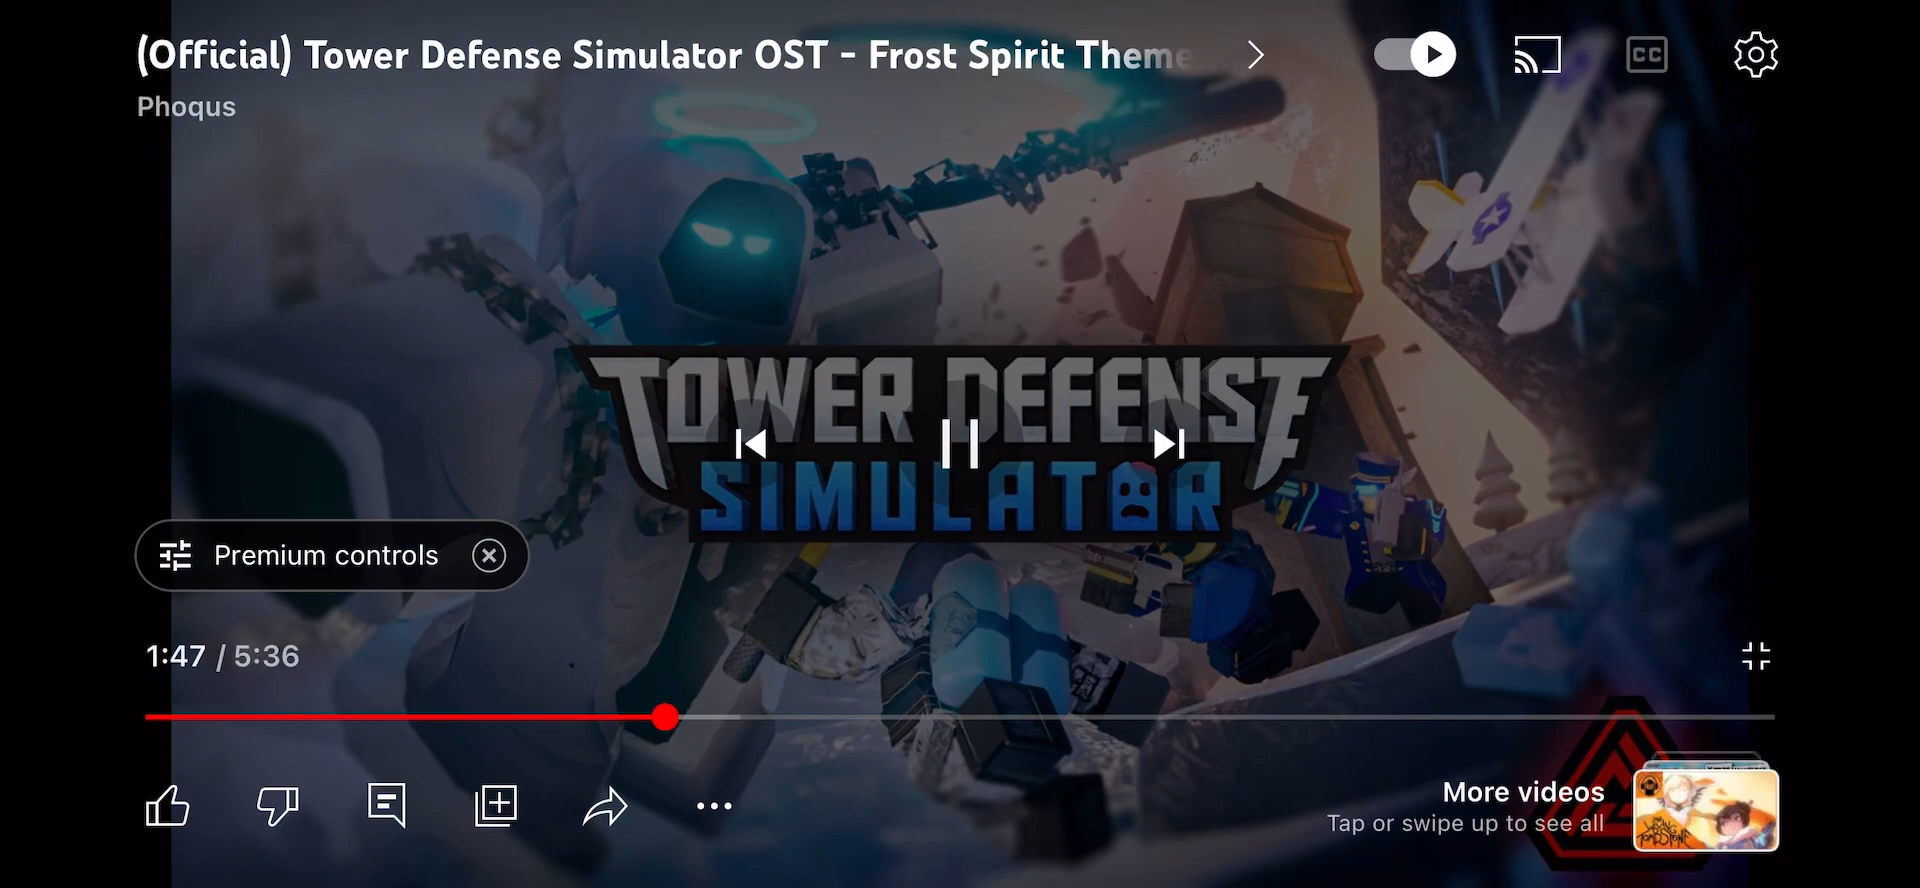 (Official) Tower Defense Simulator OST - Frost Spirit Theme
CC
Phoqus
TOWER DEFENSE
SIMULATOR
Premium controls
1:47 / 5:36
More videos
Tap or swipe up to see all